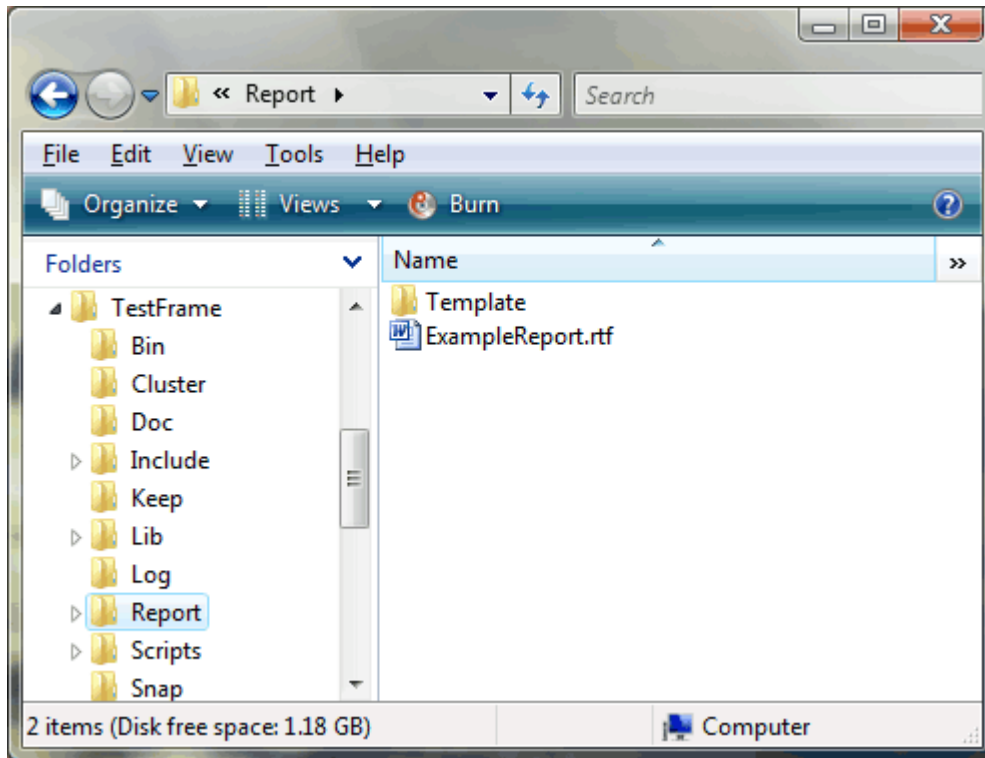 « Report
Search
File Edit View Tools Help
Organize Views Burn
Folders
Name »
TestFrame
Bin
Cluster
Doc
Include
Keep
Lib
Log
Report
Scripts
Snap
Template
ExampleReport.rtf
2 items (Disk free space: 1.18 GB) Computer